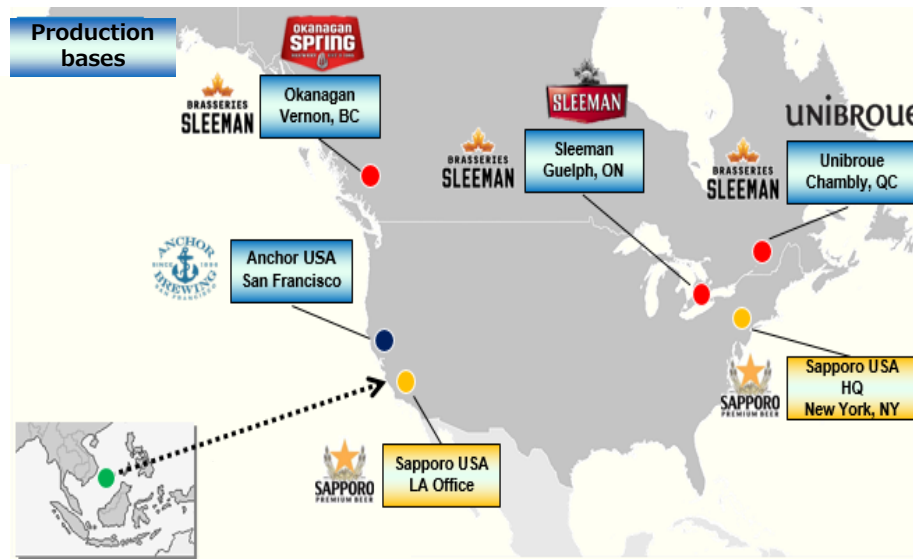 Production
bases
OKANAGAN
SPRING
BRASSERIES
SLEEMAN
Okanagan
Vernon, BC
SLEEMAN
BRASSERIES
SLEEMAN
Sleeman
Guelph, ON
UNIBROUE
BRASSERIES
SLEEMAN
Unibroue
Chambly, QC
ANCHOR
SINCE 1896
BREWING
SAN FRANCISCO
Anchor USA
San Francisco
SAPPORO
PREMIUM BEER
Sapporo USA
HQ
New York, NY
SAPPORO
PREMIUM BEER
Sapporo USA
LA Office